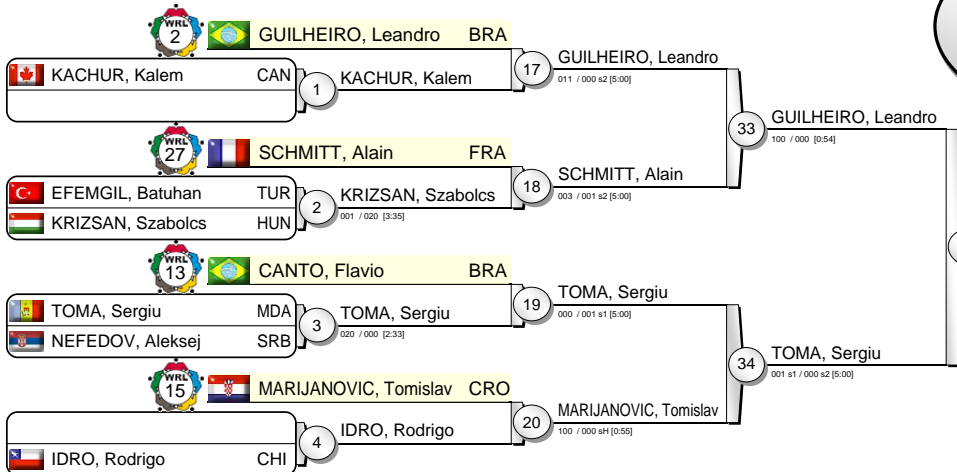 WRL 2 GUILHEIRO, Leandro BRA
KACHUR, Kalem CAN
1 KACHUR, Kalem
17 GUILHEIRO, Leandro
011 / 000 s2 [5:00]
WRL 27 SCHMITT, Alain FRA
EFEMGIL, Batuhan TUR
KRIZSAN, Szabolcs HUN
2 KRIZSAN, Szabolcs
001 / 020 [3:35]
18 SCHMITT, Alain
003 / 001 s2 [5:00]
33 GUILHEIRO, Leandro
100 / 000 [0:54]
WRL 13 CANTO, Flavio BRA
TOMA, Sergiu MDA
NEFEDOV, Aleksej SRB
3 TOMA, Sergiu
020 / 000 [2:33]
19 TOMA, Sergiu
000 / 001 s1 [5:00]
WRL 15 MARIJANOVIC, Tomislav CRO
IDRO, Rodrigo CHI
4 IDRO, Rodrigo
20 MARIJANOVIC, Tomislav
100 / 000 sH [0:55]
34 TOMA, Sergiu
001 s1 / 000 s2 [5:00]